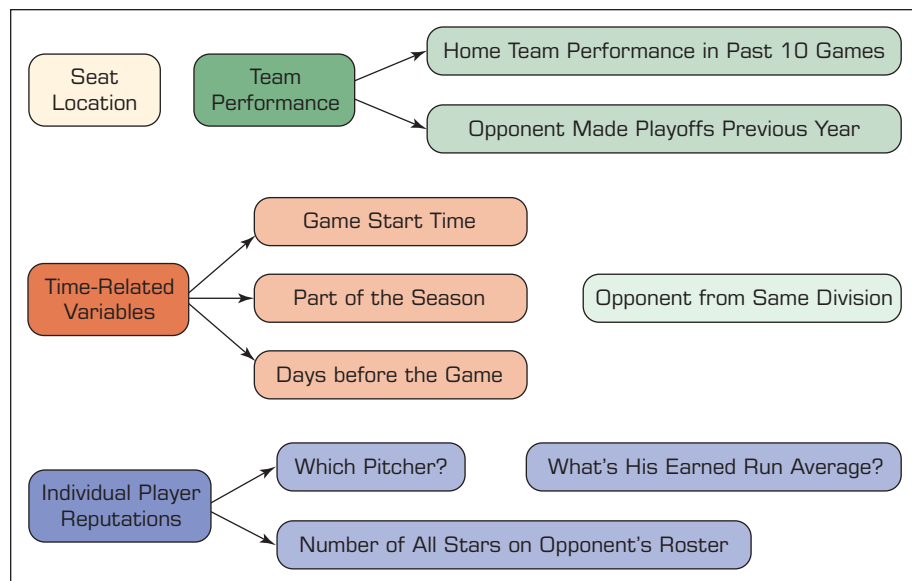 Seat
Location
Team
Performance
Home Team Performance in Past 10 Games
Opponent Made Playoffs Previous Year
Time-Related
Variables
Game Start Time
Part of the Season
Days before the Game
Opponent from Same Division
Individual Player
Reputations
Which Pitcher?
What's His Earned Run Average?
Number of All Stars on Opponent's Roster